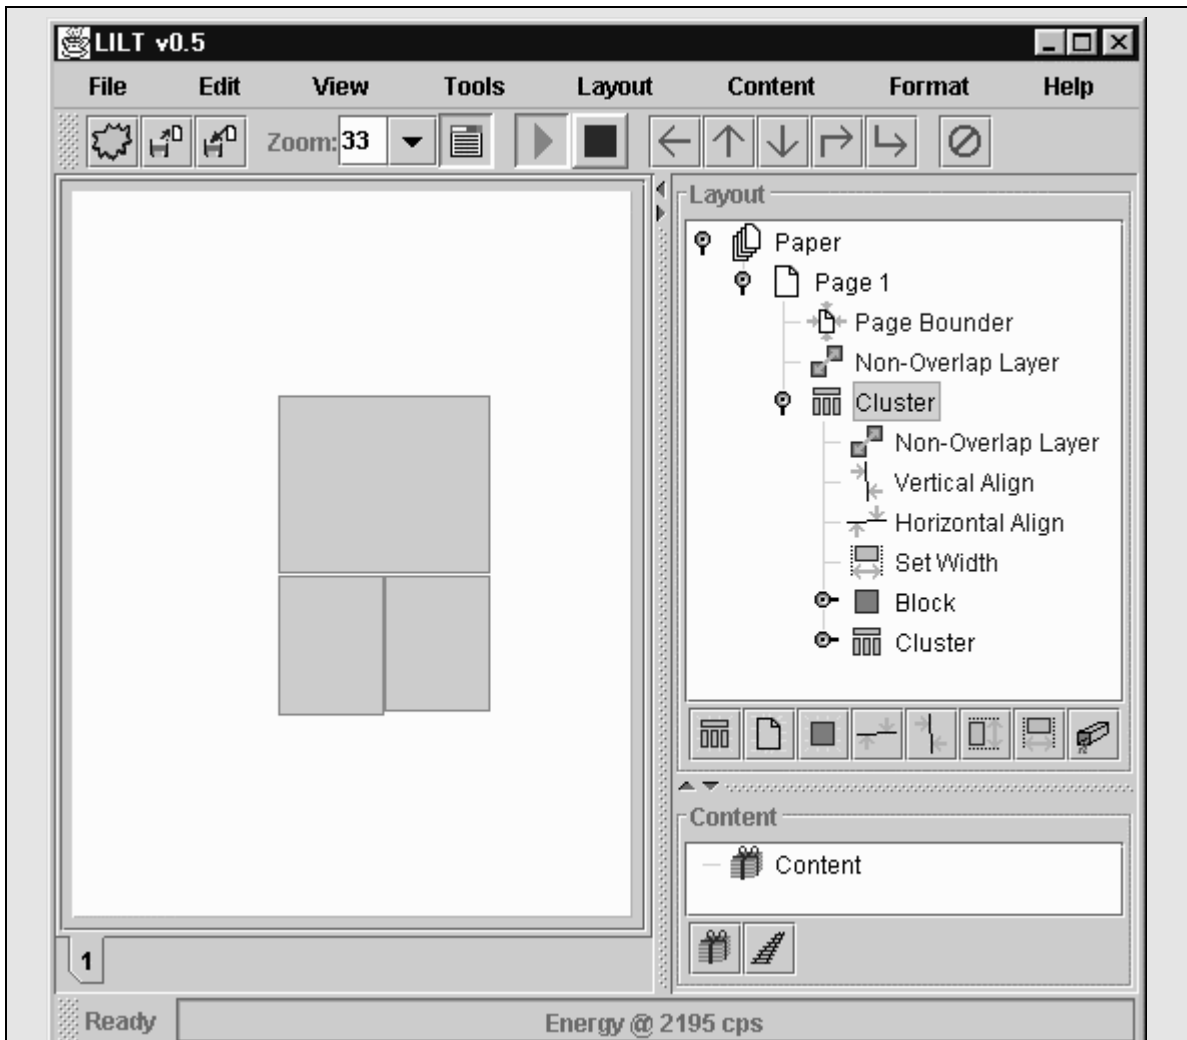 LILT v0.5
File Edit View Tools Layout Content Format Help
Zoom: 33
Layout
Paper
Page 1
Page Bounder
Non-Overlap Layer
Cluster
Non-Overlap Layer
Vertical Align
Horizontal Align
Set Width
Block
Cluster
Content
Content
1
Ready Energy @ 2195 cps